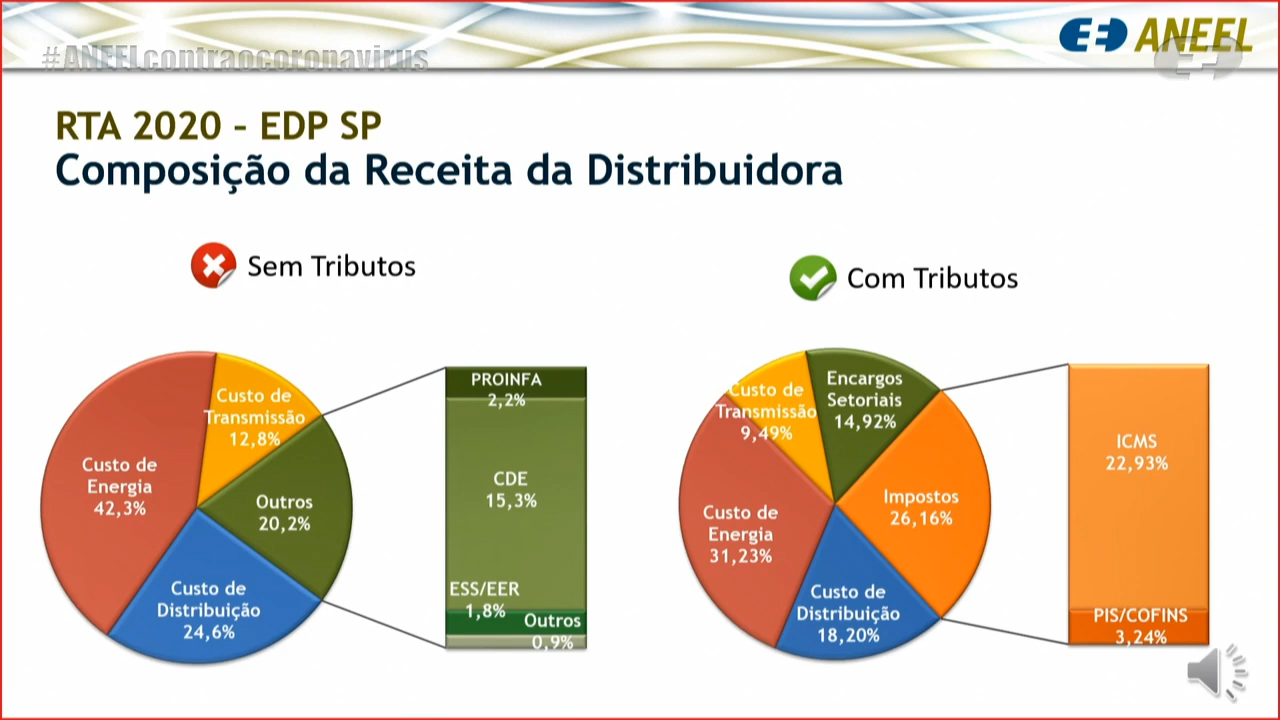 #ANEELcontraocoronavirus
ANEEL
RTA 2020 – EDP SP
Composição da Receita da Distribuidora
Sem Tributos
Custo de
Transmissão
12,8%
Custo de
Energia
42,3%
Outros
20,2%
Custo de
Distribuição
24,6%
PROINFA
2,2%
CDE
15,3%
ESS/EER
1,8%
Outros
0,9%
Com Tributos
Custo de
Transmissão
9,49%
Encargos
Setoriais
14,92%
Impostos
26,16%
Custo de
Energia
31,23%
Custo de
Distribuição
18,20%
ICMS
22,93%
PIS/COFINS
3,24%